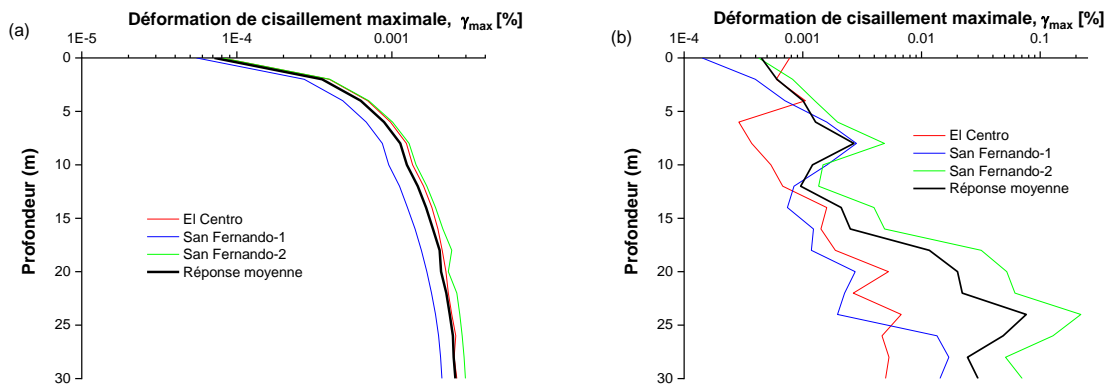 (a)
Déformation de cisaillement maximale, γmax [%]
1E-5 1E-4 0.001
0
5
10
15
20
25
30
Profondeur (m)
El Centro
San Fernando-1
San Fernando-2
Réponse moyenne
(b)
Déformation de cisaillement maximale, γmax [%]
1E-4 0.001 0.01 0.1
0
5
10
15
20
25
30
Profondeur (m)
El Centro
San Fernando-1
San Fernando-2
Réponse moyenne